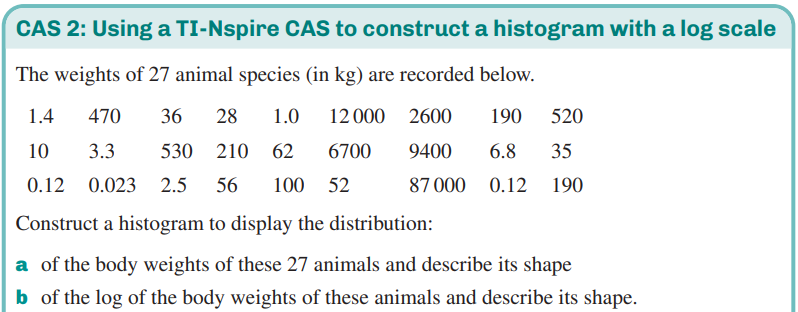 CAS 2: Using a TI-Nspire CAS to construct a histogram with a log scale
The weights of 27 animal species (in kg) are recorded below.
1.4 470 36 28 1.0 12 000 2600 190 520
10 3.3 530 210 62 6700 9400 6.8 35
0.12 0.023 2.5 56 100 52 87 000 0.12 190
Construct a histogram to display the distribution:
a of the body weights of these 27 animals and describe its shape
b of the log of the body weights of these animals and describe its shape.